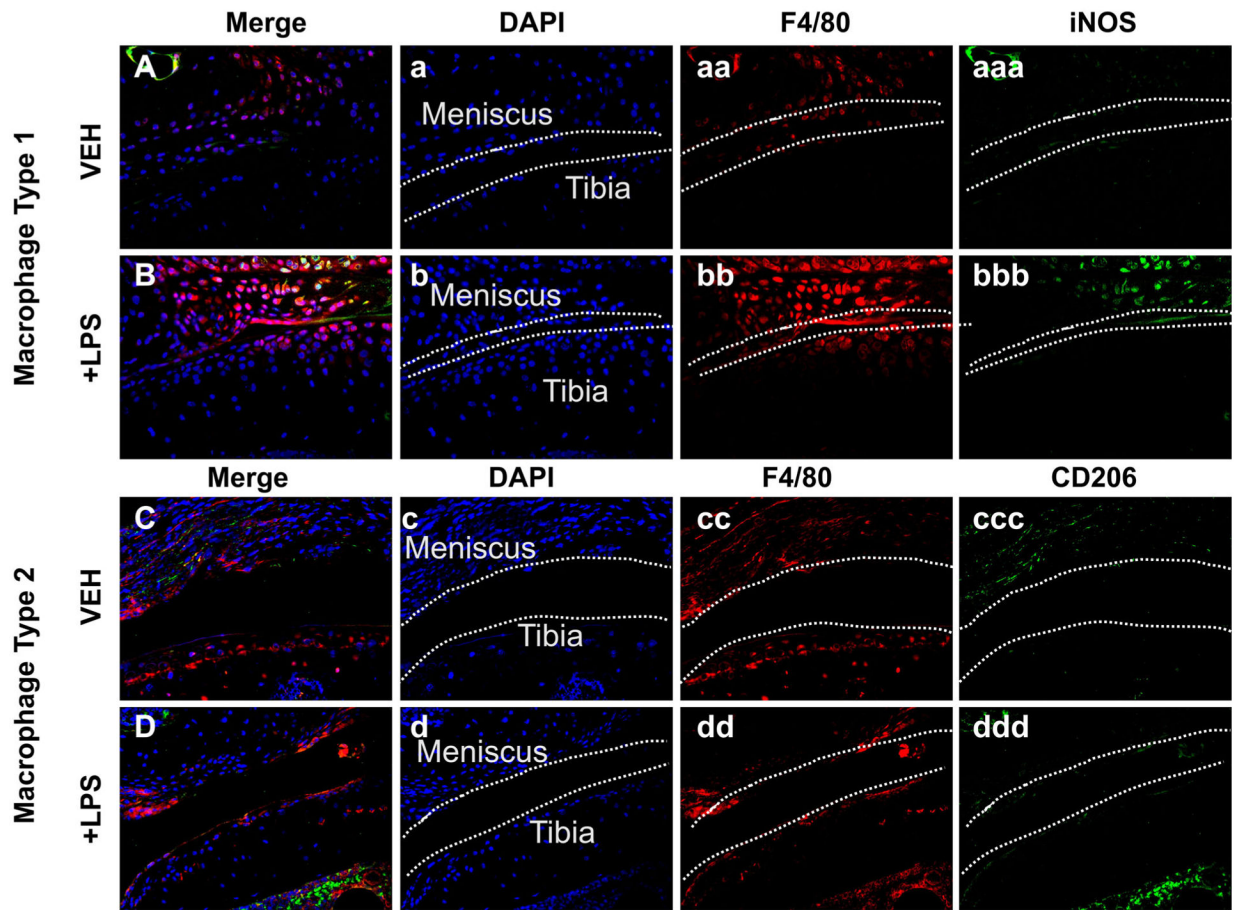 Merge DAPI F4/80 iNOS
Macrophage Type 1
VEH
A a aa aaa
Meniscus
Tibia
+LPS
B b bb bbb
Meniscus
Tibia
Merge DAPI F4/80 CD206
Macrophage Type 2
VEH
C c cc ccc
Meniscus
Tibia
+LPS
D d dd ddd
Meniscus
Tibia